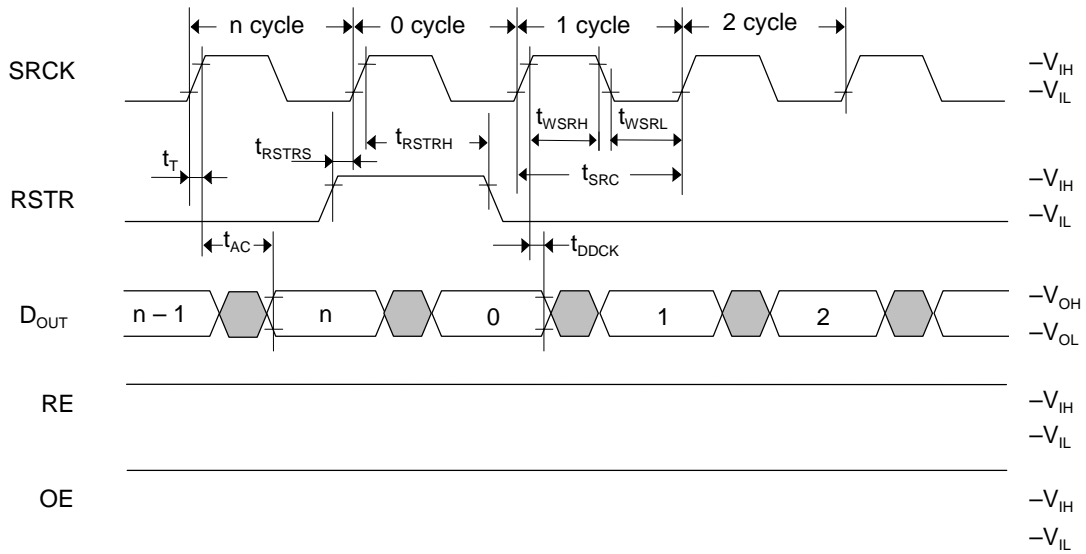 n cycle 0 cycle 1 cycle 2 cycle
SRCK
–V_IH
–V_IL
t_WSRH t_WSRL
t_RSTRS t_RSTRH
t_T
t_SRC
RSTR
–V_IH
–V_IL
t_AC t_DDCK
D_OUT
n – 1 n 0 1 2
–V_OH
–V_OL
RE
–V_IH
–V_IL
OE
–V_IH
–V_IL